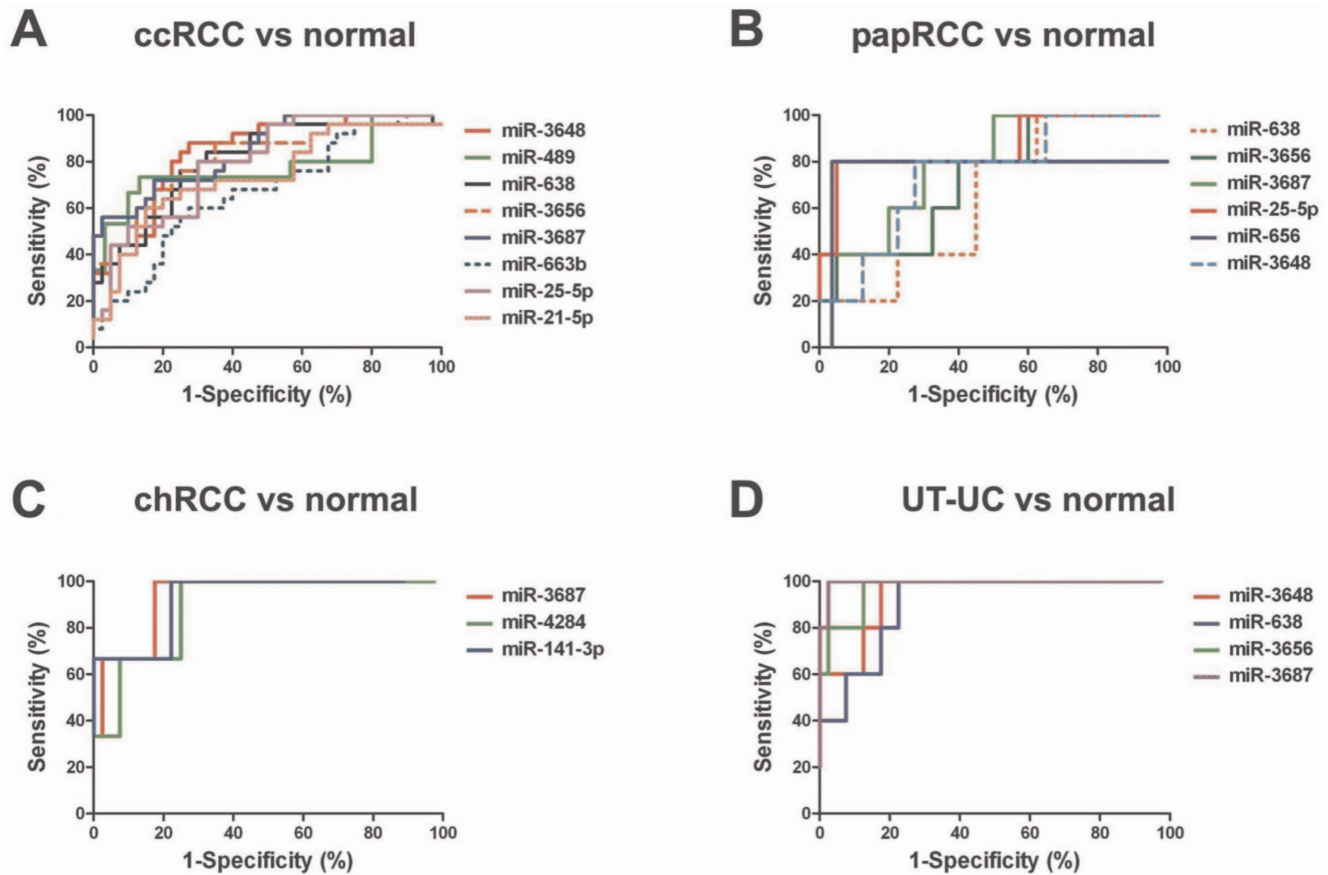 A
ccRCC vs normal
100
80
60
40
20
0
Sensitivity (%)
0 20 40 60 80 100
1-Specificity (%)
miR-3648
miR-489
miR-638
miR-3656
miR-3687
miR-663b
miR-25-5p
miR-21-5p
B
papRCC vs normal
100
80
60
40
20
0
Sensitivity (%)
0 20 40 60 80 100
1-Specificity (%)
miR-638
miR-3656
miR-3687
miR-25-5p
miR-656
miR-3648
C
chRCC vs normal
100
80
60
40
20
0
Sensitivity (%)
0 20 40 60 80 100
1-Specificity (%)
miR-3687
miR-4284
miR-141-3p
D
UT-UC vs normal
100
80
60
40
20
0
Sensitivity (%)
0 20 40 60 80 100
1-Specificity (%)
miR-3648
miR-638
miR-3656
miR-3687